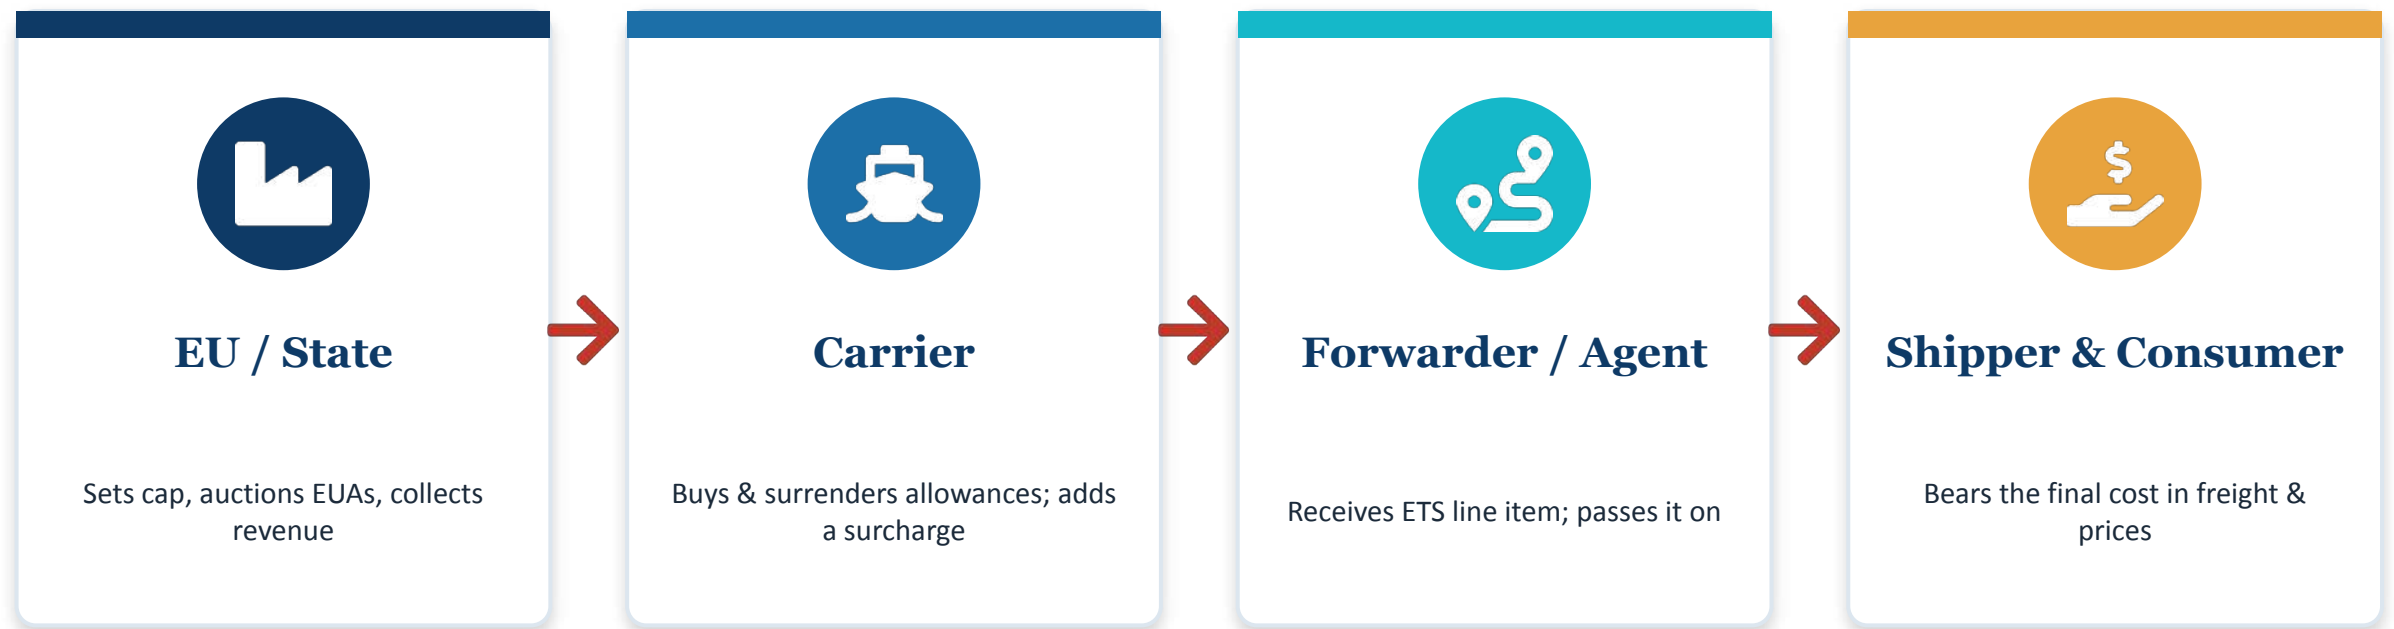 EU / State
Sets cap, auctions EUAs, collects
revenue
Carrier
Buys & surrenders allowances; adds
a surcharge
Forwarder / Agent
Receives ETS line item; passes it on
$
Shipper & Consumer
Bears the final cost in freight &
prices